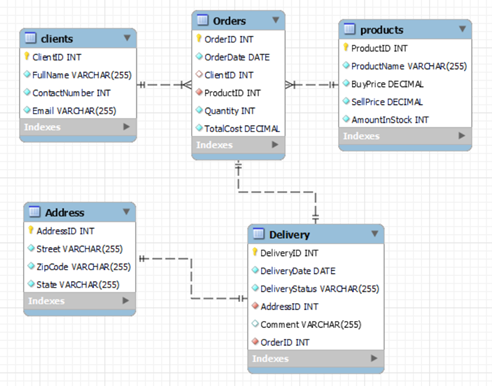 clients
ClientID INT
FullName VARCHAR(255)
ContactNumber INT
Email VARCHAR(255)
Indexes
Orders
OrderID INT
OrderDate DATE
ClientID INT
ProductID INT
Quantity INT
TotalCost DECIMAL
Indexes
products
ProductID INT
ProductName VARCHAR(255)
BuyPrice DECIMAL
SellPrice DECIMAL
AmountInStock INT
Indexes
Address
AddressID INT
Street VARCHAR(255)
ZipCode VARCHAR(255)
State VARCHAR(255)
Indexes
Delivery
DeliveryID INT
DeliveryDate DATE
DeliveryStatus VARCHAR(255)
AddressID INT
Comment VARCHAR(255)
OrderID INT
Indexes